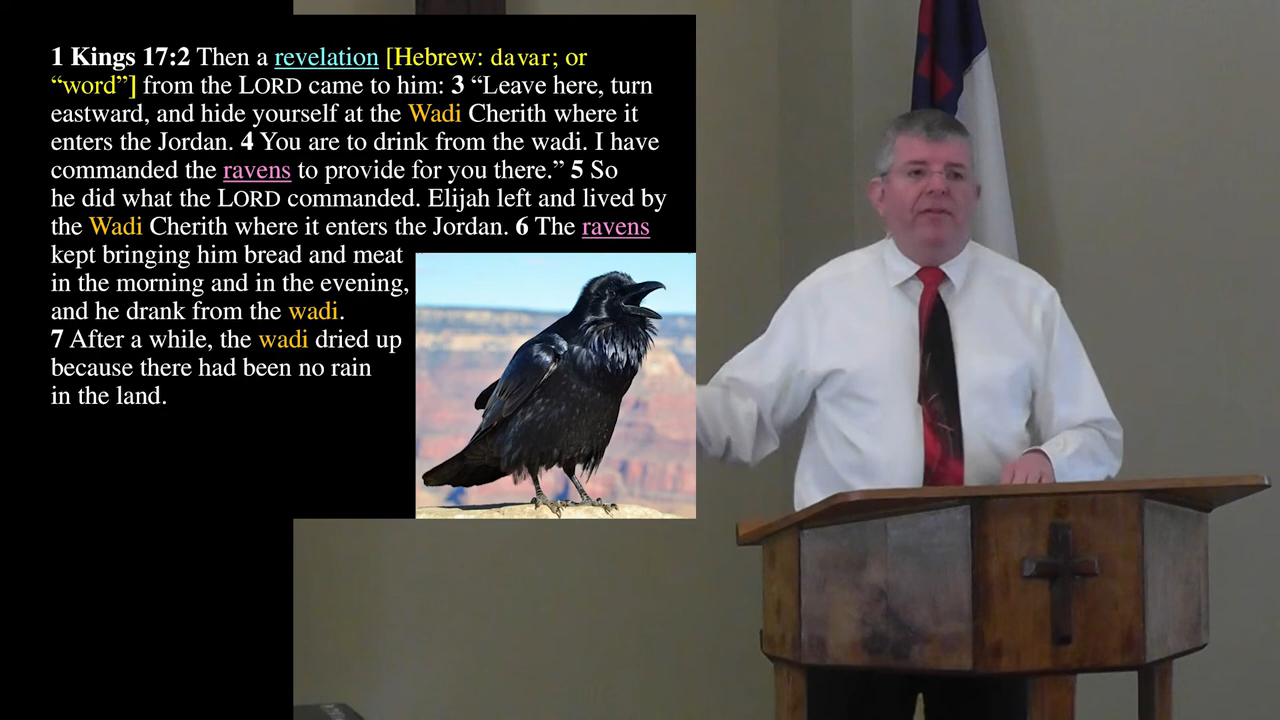 1 Kings 17:2 Then a revelation [Hebrew: davar; or
“word”] from the LORD came to him: 3 “Leave here, turn
eastward, and hide yourself at the Wadi Cherith where it
enters the Jordan. 4 You are to drink from the wadi. I have
commanded the ravens to provide for you there.” 5 So
he did what the LORD commanded. Elijah left and lived by
the Wadi Cherith where it enters the Jordan. 6 The ravens
kept bringing him bread and meat
in the morning and in the evening,
and he drank from the wadi.
7 After a while, the wadi dried up
because there had been no rain
in the land.